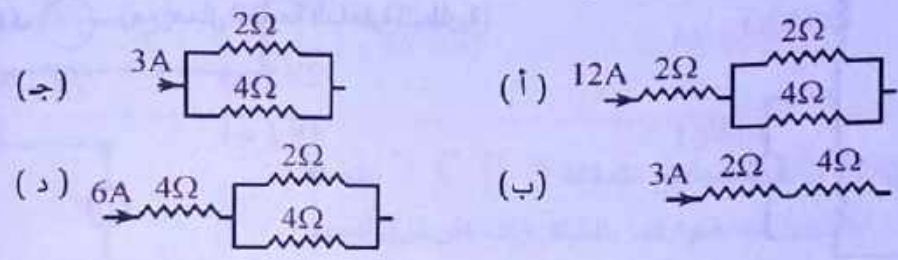 (أ) 12A 2Ω 2Ω 4Ω
(ب) 3A 2Ω 4Ω
(جـ) 3A 2Ω 4Ω
(د) 6A 4Ω 2Ω 4Ω